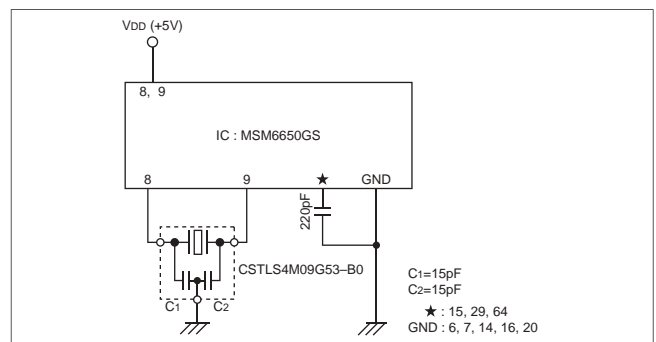 VDD (+5V)
8, 9
IC : MSM6650GS
8
9
★
GND
220pF
CSTLS4M09G53–B0
C1
C2
C1=15pF
C2=15pF
★ : 15, 29, 64
GND : 6, 7, 14, 16, 20